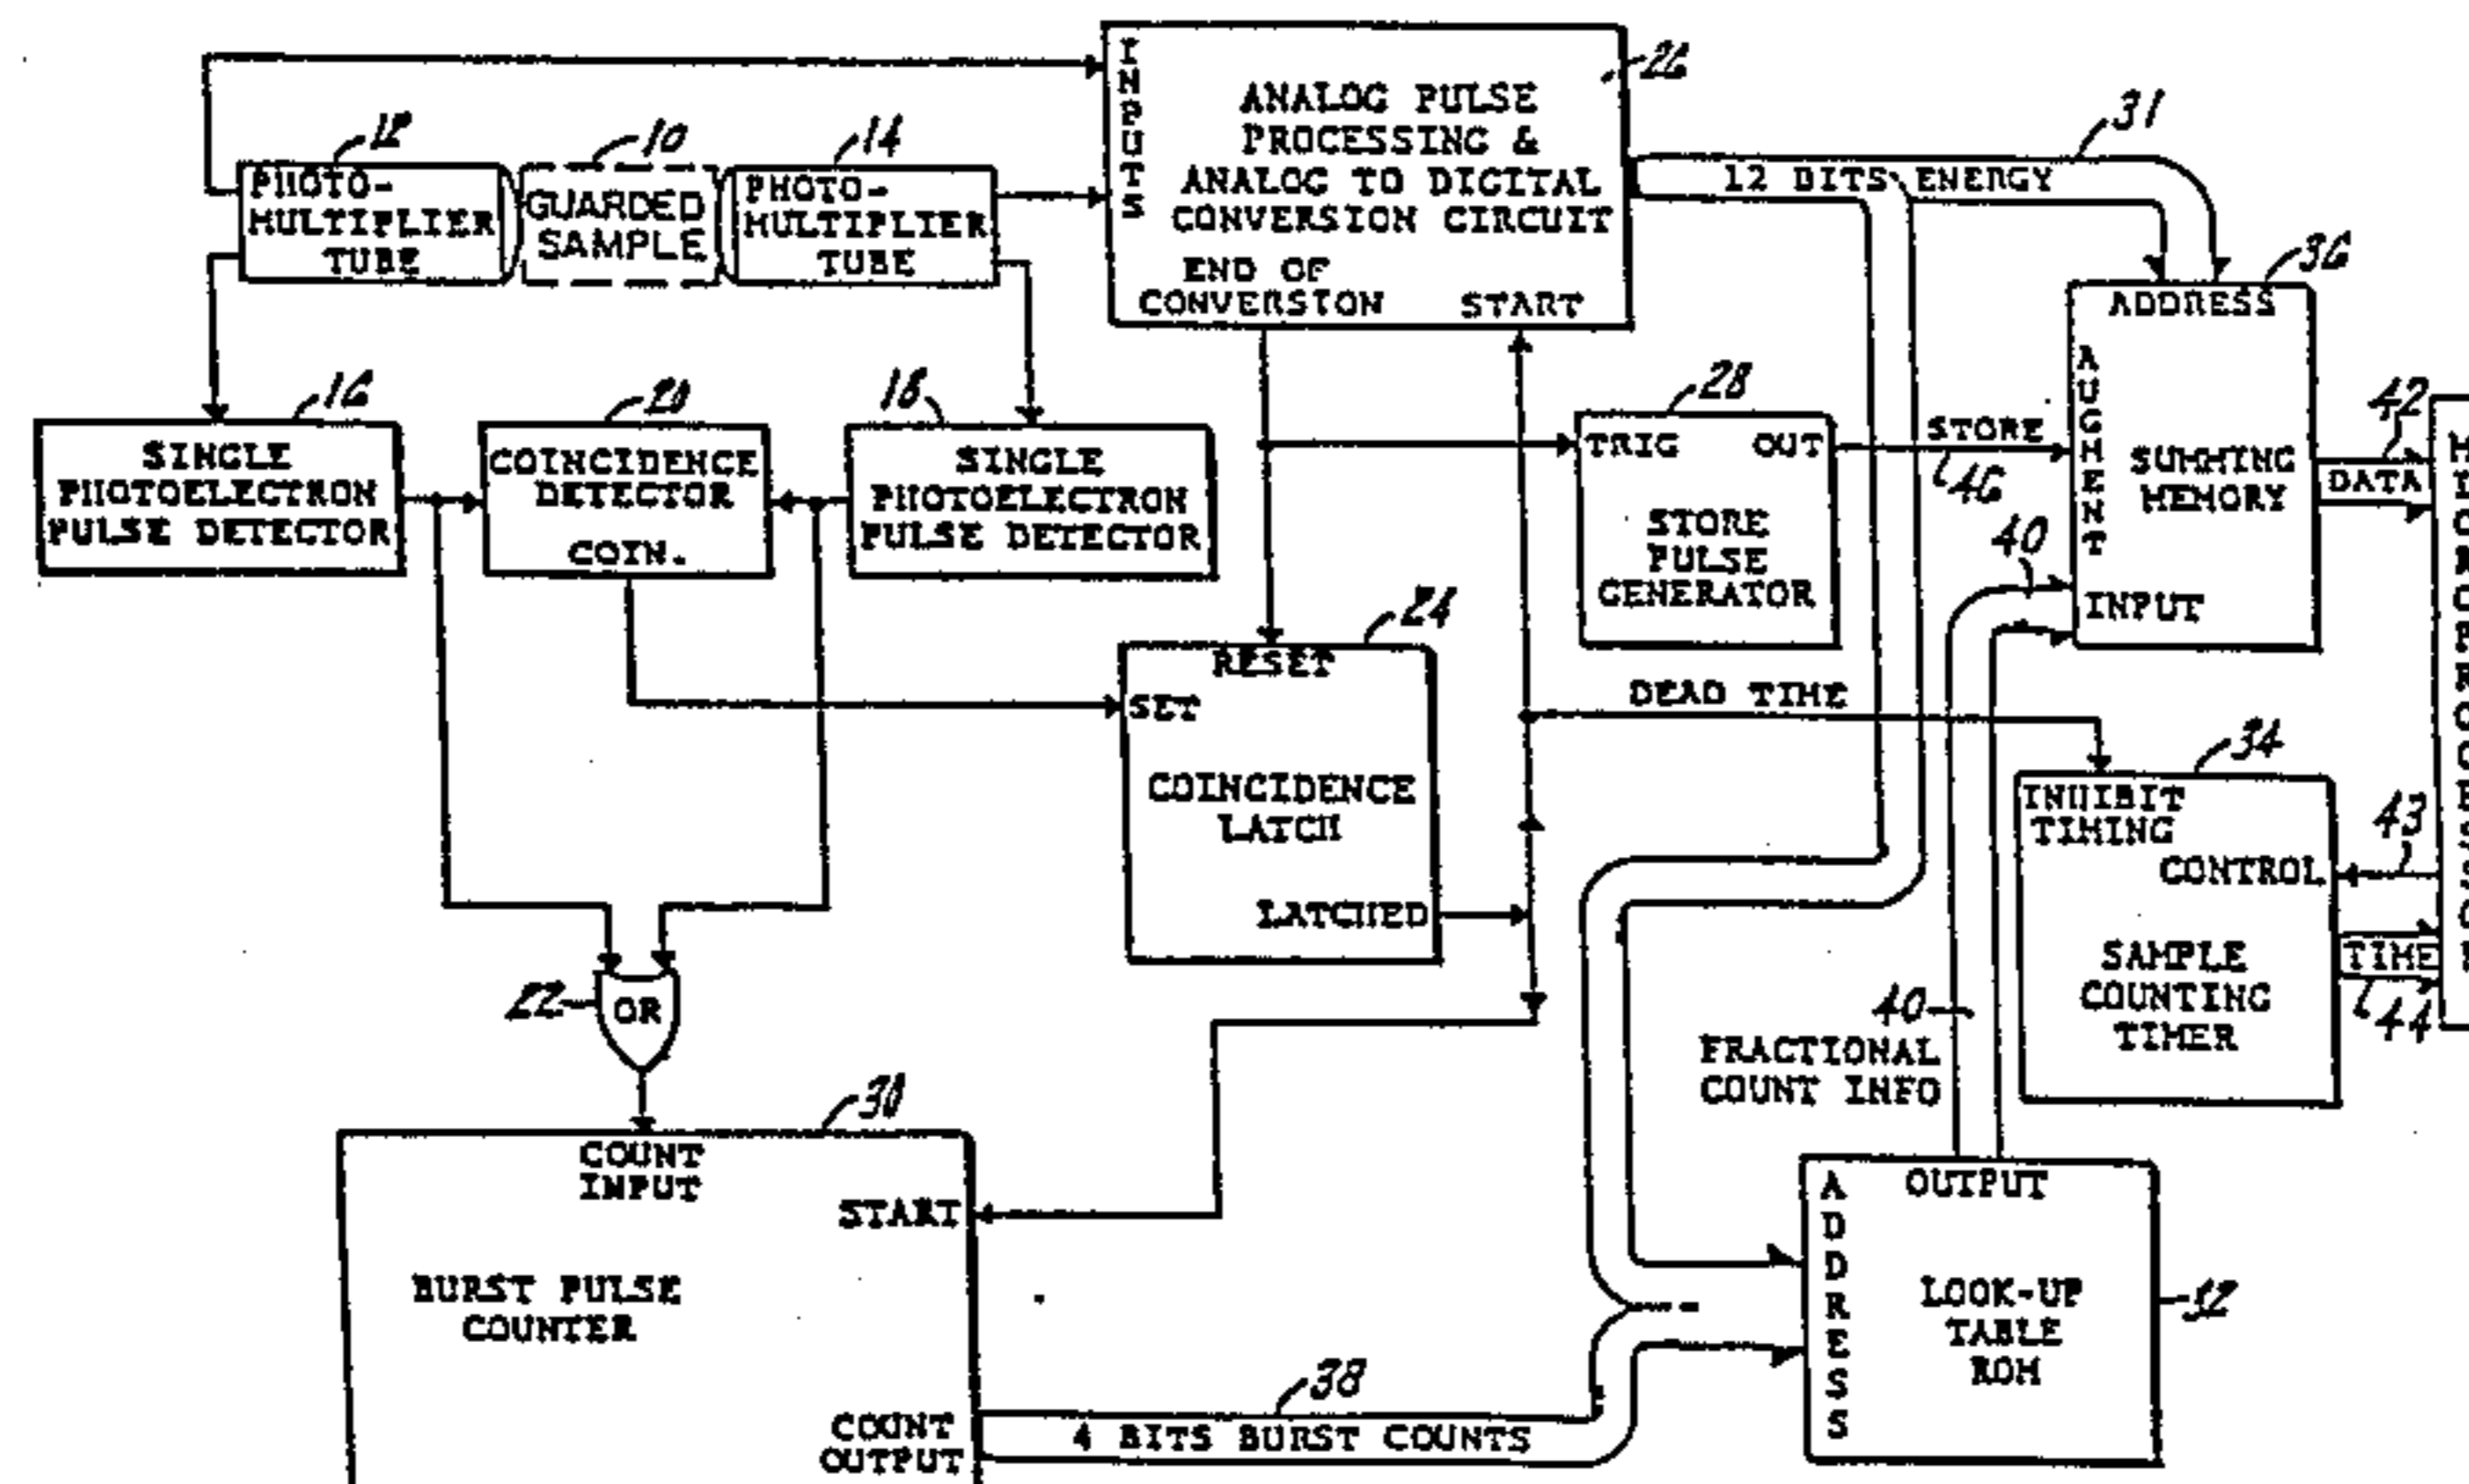 12
10
14
PHOTO-
MULTIPLIER
TUBE
GUARDED
SAMPLE
PHOTO-
MULTIPLIER
TUBE
INPUTS
ANALOG PULSE
PROCESSING &
ANALOG TO DIGITAL
CONVERSION CIRCUIT
END OF
CONVERSION
START
26
31
12 BITS ENERGY
36
ADDRESS
AUGMENT
SUMMING
MEMORY
INPUT
42
DATA
MICROPROCESSOR
16
SINGLE
PHOTOELECTRON
PULSE DETECTOR
20
COINCIDENCE
DETECTOR
COIN.
18
SINGLE
PHOTOELECTRON
PULSE DETECTOR
28
TRIG OUT
STORE
PULSE
GENERATOR
STORE
46
40
24
RESET
SET
COINCIDENCE
LATCH
LATCHED
DEAD TIME
34
INHIBIT
TIMING
CONTROL
SAMPLE
COUNTING
TIMER
43
TIME
44
22
OR
30
COUNT
INPUT
START
BURST PULSE
COUNTER
COUNT
OUTPUT
38
4 BITS BURST COUNTS
40
FRACTIONAL
COUNT INFO
OUTPUT
ADDRESS
LOOK-UP
TABLE
ROM
32